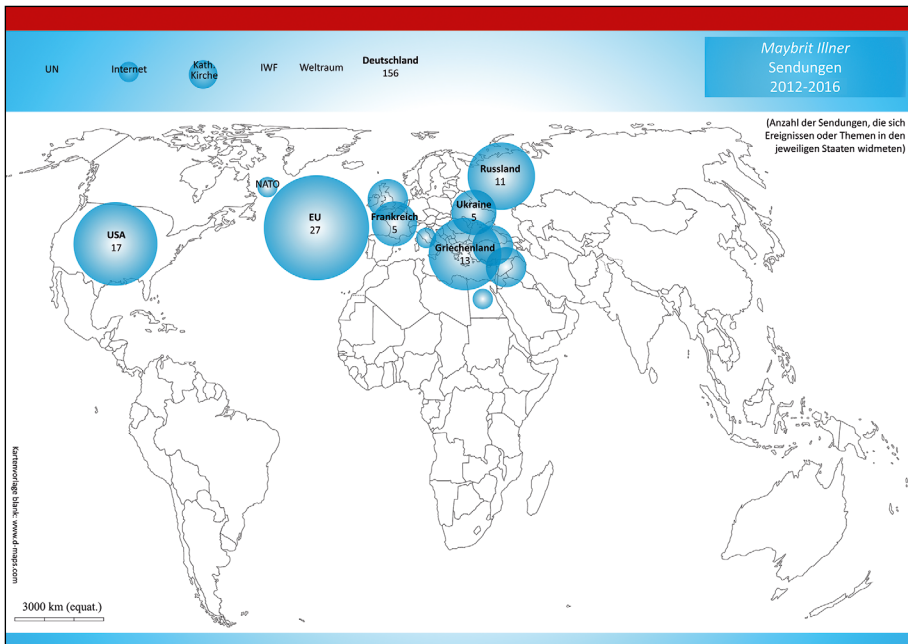 UN
Internet
Kath.
Kirche
IWF
Weltraum
Deutschland
156
Maybrit Illner
Sendungen
2012-2016
(Anzahl der Sendungen, die sich
Ereignissen oder Themen in den
jeweiligen Staaten widmeten)
NATO
USA
17
EU
27
Frankreich
5
Russland
11
Ukraine
5
Griechenland
13
Kartenvorlage blank: www.d-maps.com
3000 km (equat.)